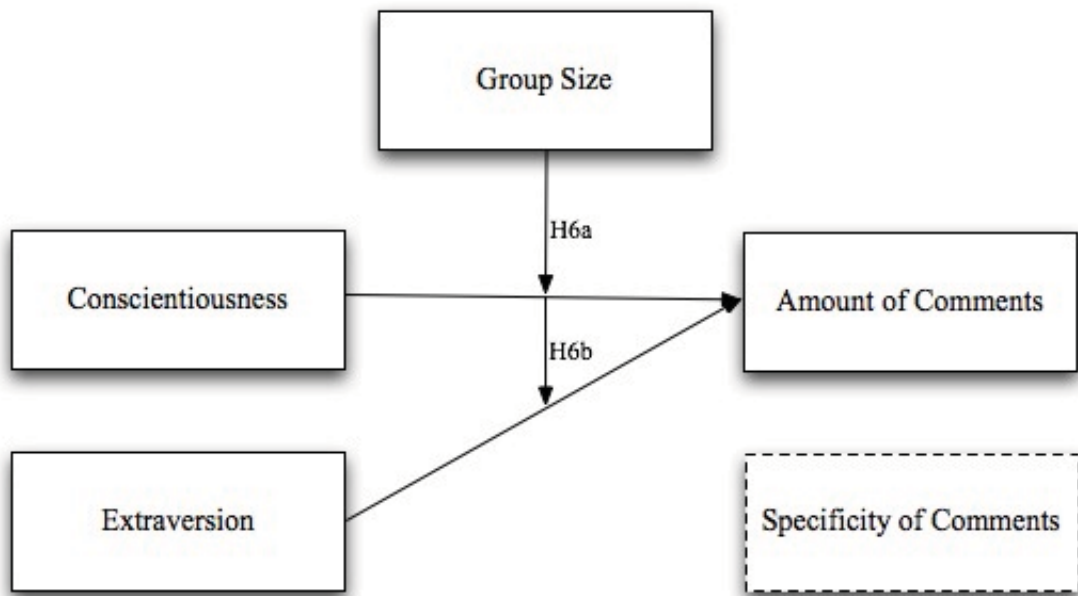 Group Size
H6a
Conscientiousness
Amount of Comments
H6b
Extraversion
Specificity of Comments